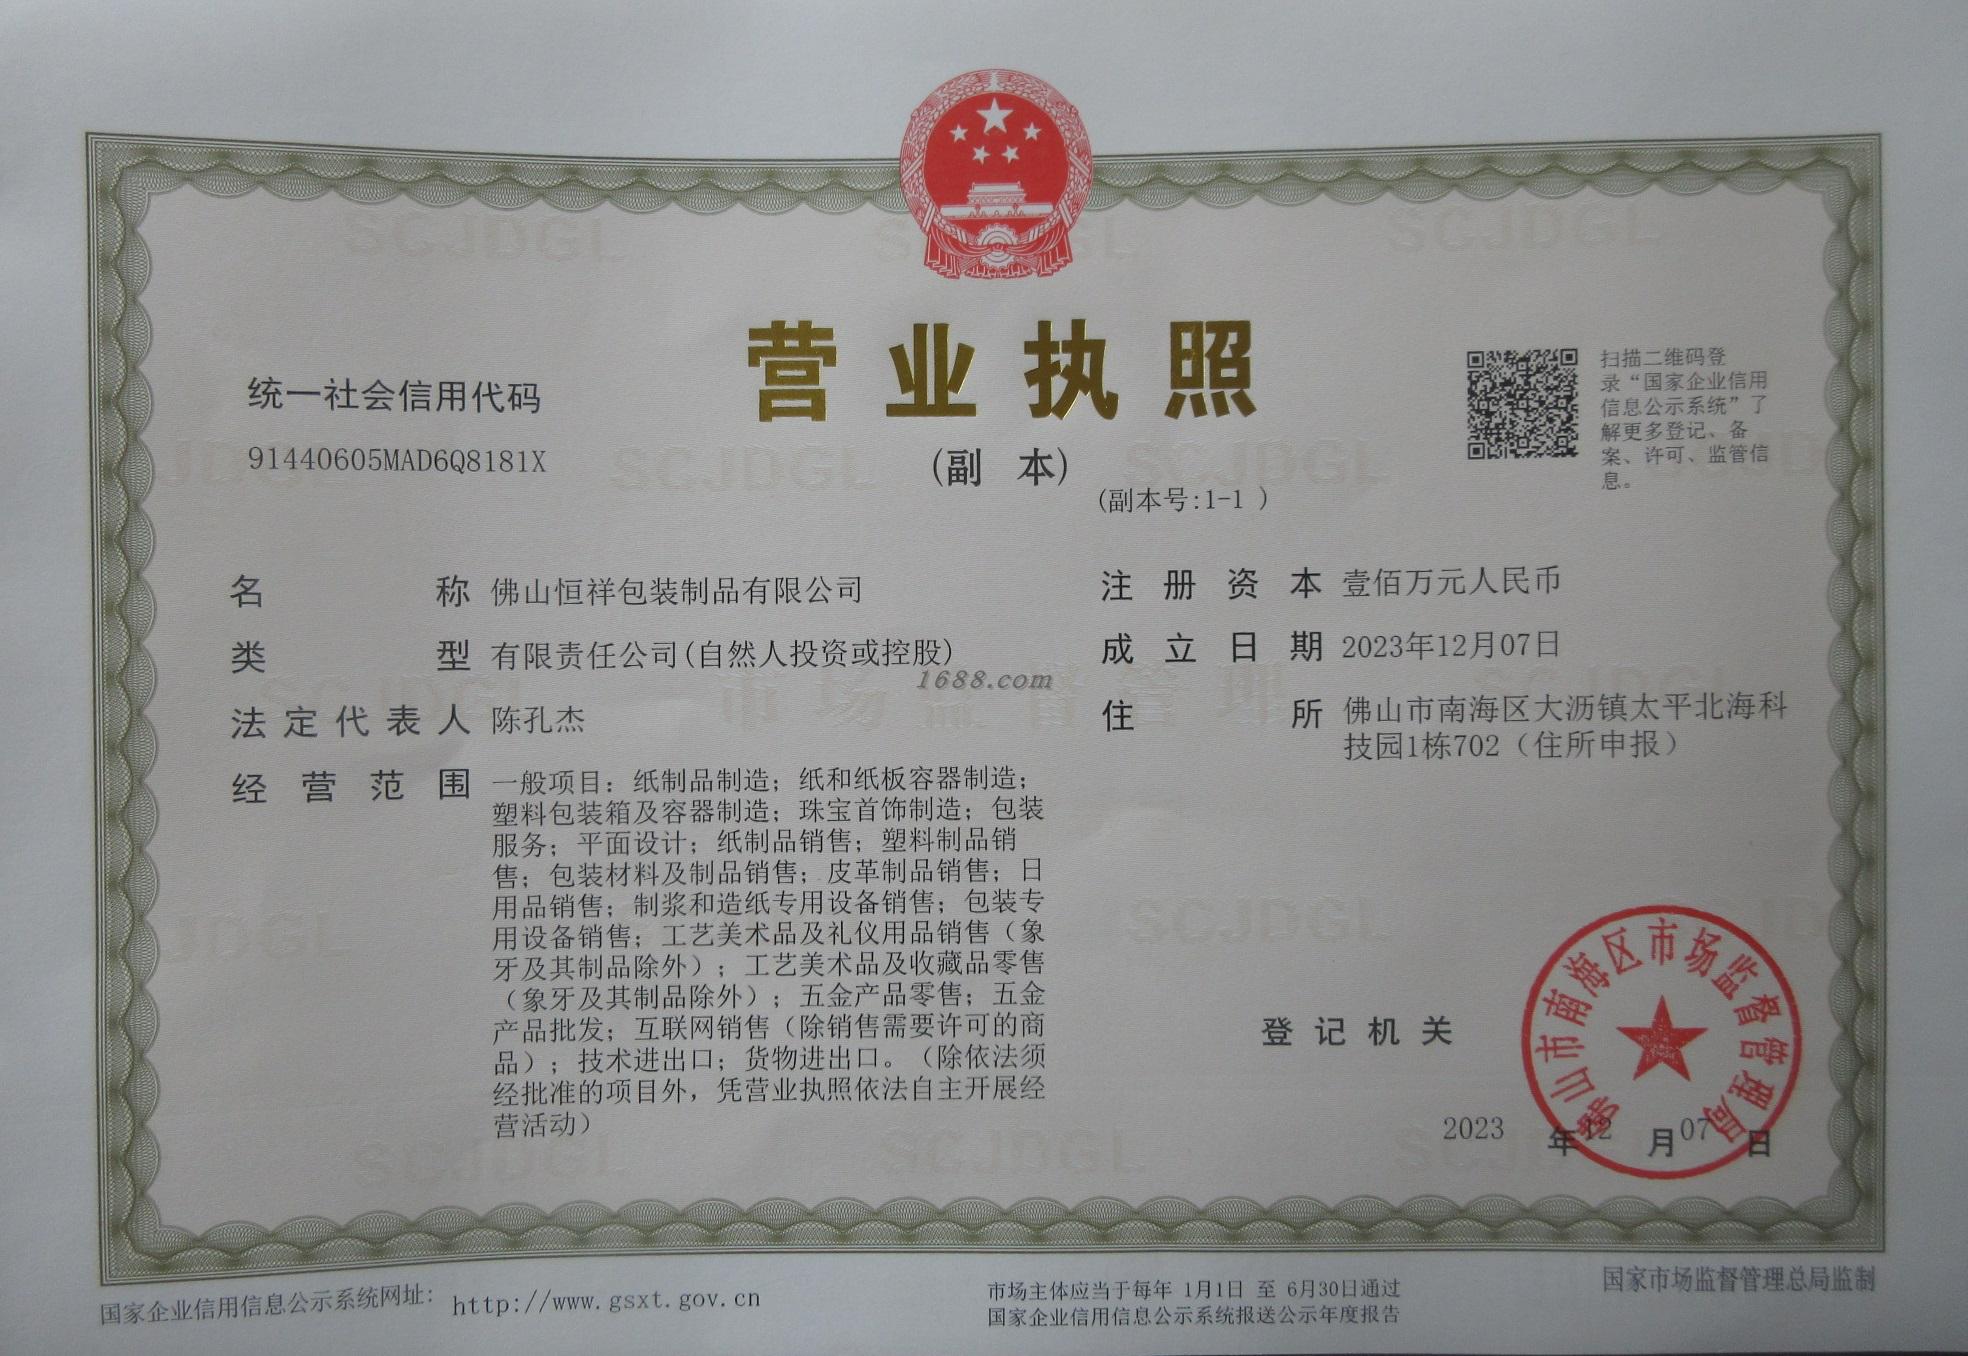 营业执照
(副 本)
(副本号:1-1 )
统一社会信用代码
91440605MAD6Q8181X
扫描二维码登
录“国家企业信用
信息公示系统”了
解更多登记、备
案、许可、监管信
息。
名 称 佛山恒祥包装制品有限公司
类 型 有限责任公司(自然人投资或控股)
法定代表人 陈孔杰
经营范围 一般项目：纸制品制造；纸和纸板容器制造；
塑料包装箱及容器制造；珠宝首饰制造；包装
服务；平面设计；纸制品销售；塑料制品销
售；包装材料及制品销售；皮革制品销售；日
用品销售；制浆和造纸专用设备销售；包装专
用设备销售；工艺美术品及礼仪用品销售（象
牙及其制品除外）；工艺美术品及收藏品零售
（象牙及其制品除外）；五金产品零售；五金
产品批发；互联网销售（除销售需要许可的商
品）；技术进出口；货物进出口。（除依法须
经批准的项目外，凭营业执照依法自主开展经
营活动）
注册资本 壹佰万元人民币
成立日期 2023年12月07日
住 所 佛山市南海区大沥镇太平北海科
技园1栋702（住所申报）
1688.com
SCJDGL
市场监督管理
登记机关
佛山市南海区市场监督管理局
2023 年12 月07 日
国家企业信用信息公示系统网址：http://www.gsxt.gov.cn
市场主体应当于每年 1月1日 至 6月30日通过
国家企业信用信息公示系统报送公示年度报告
国家市场监督管理总局监制